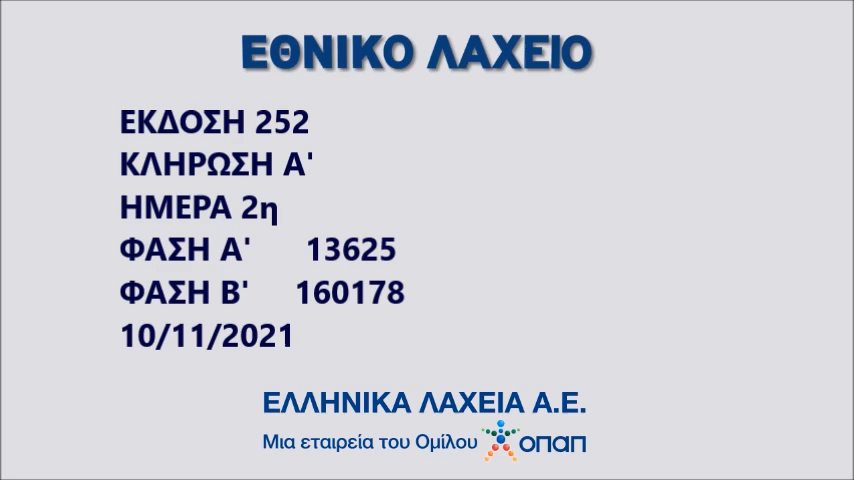 ΕΘΝΙΚΟ ΛΑΧΕΙΟ
ΕΚΔΟΣΗ 252
ΚΛΗΡΩΣΗ Α'
ΗΜΕΡΑ 2η
ΦΑΣΗ Α' 13625
ΦΑΣΗ Β' 160178
10/11/2021
ΕΛΛΗΝΙΚΑ ΛΑΧΕΙΑ Α.Ε.
Μια εταιρεία του Ομίλου οπαπ